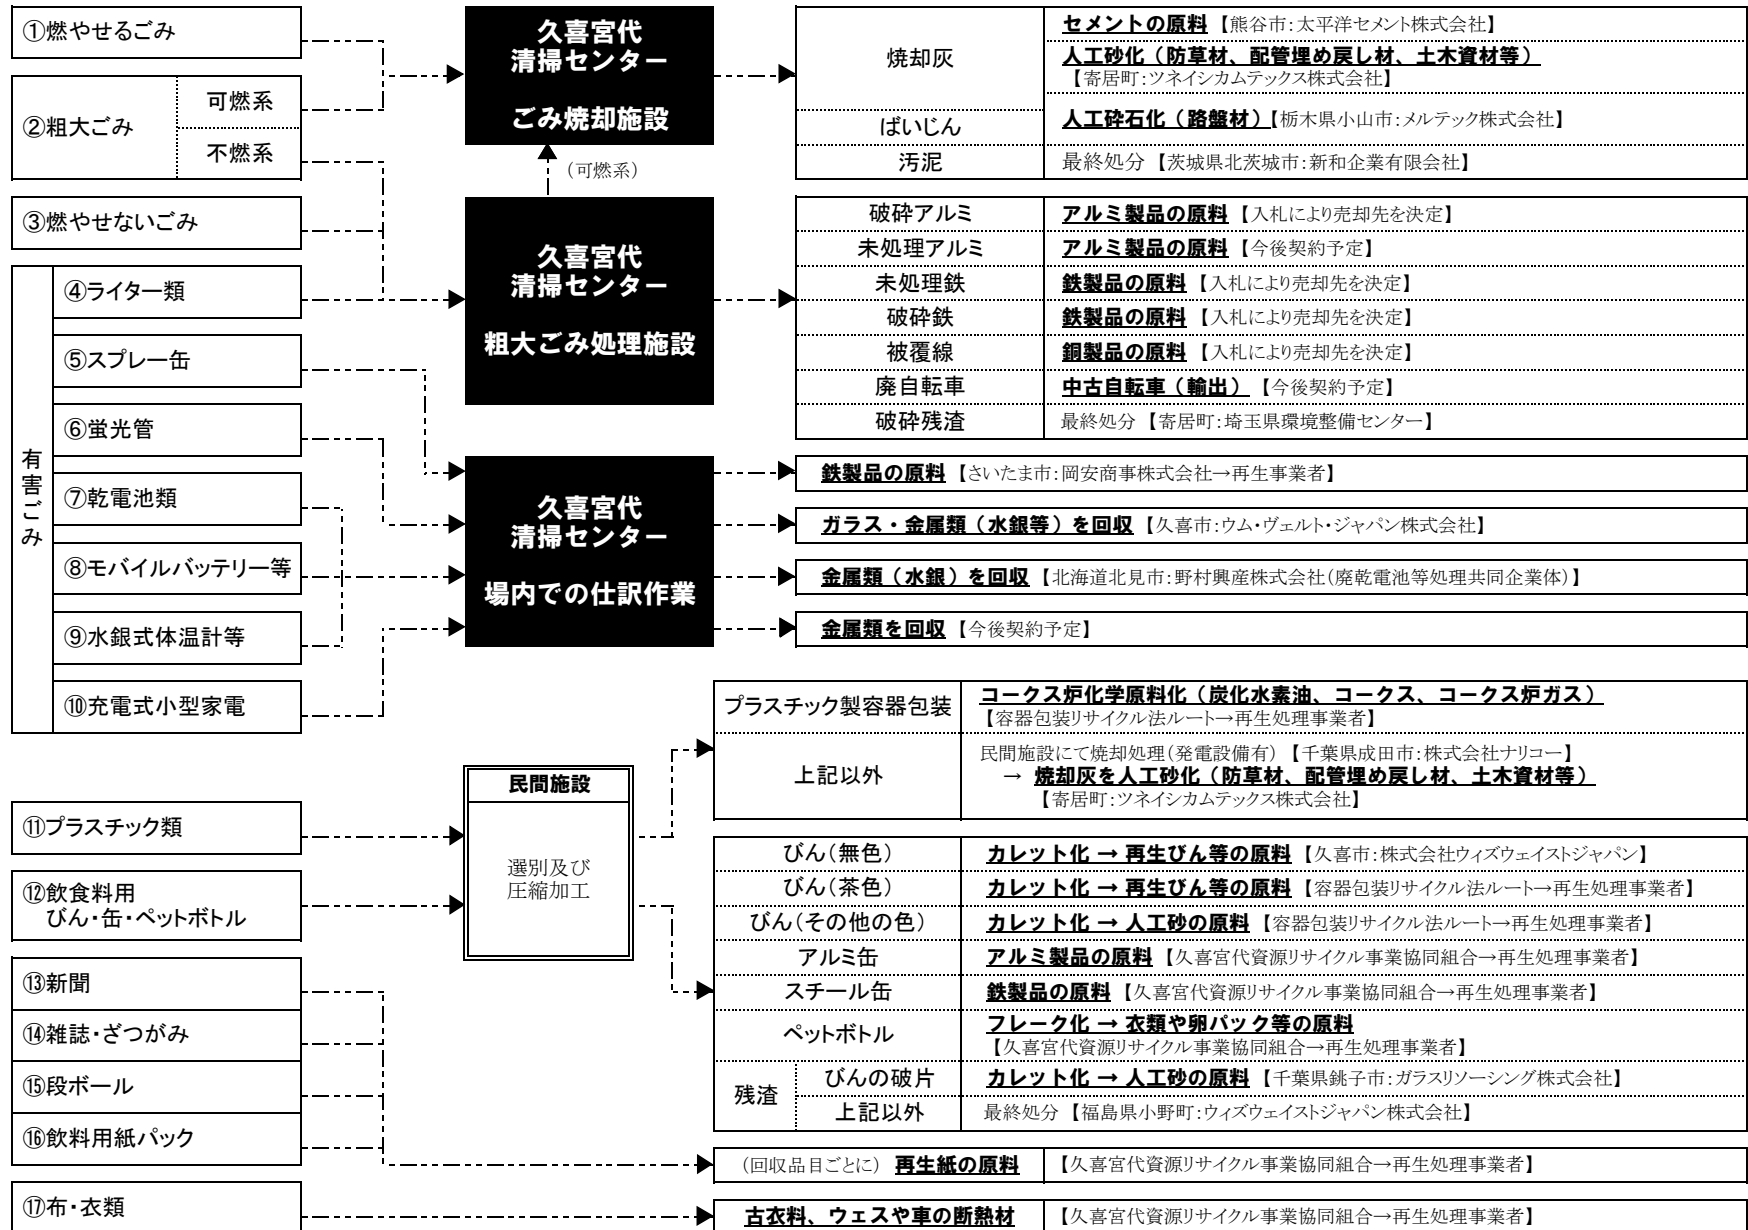 ①燃やせるごみ
②粗大ごみ
可燃系
不燃系
③燃やせないごみ
有害ごみ
④ライター類
⑤スプレー缶
⑥蛍光管
⑦乾電池類
⑧モバイルバッテリー等
⑨水銀式体温計等
⑩充電式小型家電
⑪プラスチック類
⑫飲食料用
びん・缶・ペットボトル
⑬新聞
⑭雑誌・ざつがみ
⑮段ボール
⑯飲料用紙パック
⑰布・衣類
久喜宮代
清掃センター
ごみ焼却施設
（可燃系）
久喜宮代
清掃センター
粗大ごみ処理施設
久喜宮代
清掃センター
場内での仕訳作業
民間施設
選別及び
圧縮加工
焼却灰
セメントの原料【熊谷市：太平洋セメント株式会社】
人工砂化（防草材、配管埋め戻し材、土木資材等）
【寄居町：ツネイシカムテックス株式会社】
ばいじん
人工砕石化（路盤材）【栃木県小山市：メルテック株式会社】
汚泥
最終処分【茨城県北茨城市：新和企業有限会社】
破砕アルミ
アルミ製品の原料【入札により売却先を決定】
未処理アルミ
アルミ製品の原料【今後契約予定】
未処理鉄
鉄製品の原料【入札により売却先を決定】
破砕鉄
鉄製品の原料【入札により売却先を決定】
被覆線
銅製品の原料【入札により売却先を決定】
廃自転車
中古自転車（輸出）【今後契約予定】
破砕残渣
最終処分【寄居町：埼玉県環境整備センター】
鉄製品の原料【さいたま市：岡安商事株式会社→再生事業者】
ガラス・金属類（水銀等）を回収【久喜市：ウム・ヴェルト・ジャパン株式会社】
金属類（水銀）を回収【北海道北見市：野村興産株式会社（廃乾電池等処理共同企業体）】
金属類を回収【今後契約予定】
プラスチック製容器包装
コークス炉化学原料化（炭化水素油、コークス、コークス炉ガス）
【容器包装リサイクル法ルート→再生処理事業者】
上記以外
民間施設にて焼却処理（発電設備有）【千葉県成田市：株式会社ナリコー】
→ 焼却灰を人工砂化（防草材、配管埋め戻し材、土木資材等）
【寄居町：ツネイシカムテックス株式会社】
びん（無色）
カレット化 → 再生びん等の原料【久喜市：株式会社ウィズウェイストジャパン】
びん（茶色）
カレット化 → 再生びん等の原料【容器包装リサイクル法ルート→再生処理事業者】
びん（その他の色）
カレット化 → 人工砂の原料【容器包装リサイクル法ルート→再生処理事業者】
アルミ缶
アルミ製品の原料【久喜宮代資源リサイクル事業協同組合→再生処理事業者】
スチール缶
鉄製品の原料【久喜宮代資源リサイクル事業協同組合→再生処理事業者】
ペットボトル
フレーク化 → 衣類や卵パック等の原料
【久喜宮代資源リサイクル事業協同組合→再生処理事業者】
残渣
びんの破片
カレット化 → 人工砂の原料【千葉県銚子市：ガラスリソーシング株式会社】
上記以外
最終処分【福島県小野町：ウィズウェイストジャパン株式会社】
（回収品目ごとに）再生紙の原料
【久喜宮代資源リサイクル事業協同組合→再生処理事業者】
古衣料、ウェスや車の断熱材
【久喜宮代資源リサイクル事業協同組合→再生処理事業者】